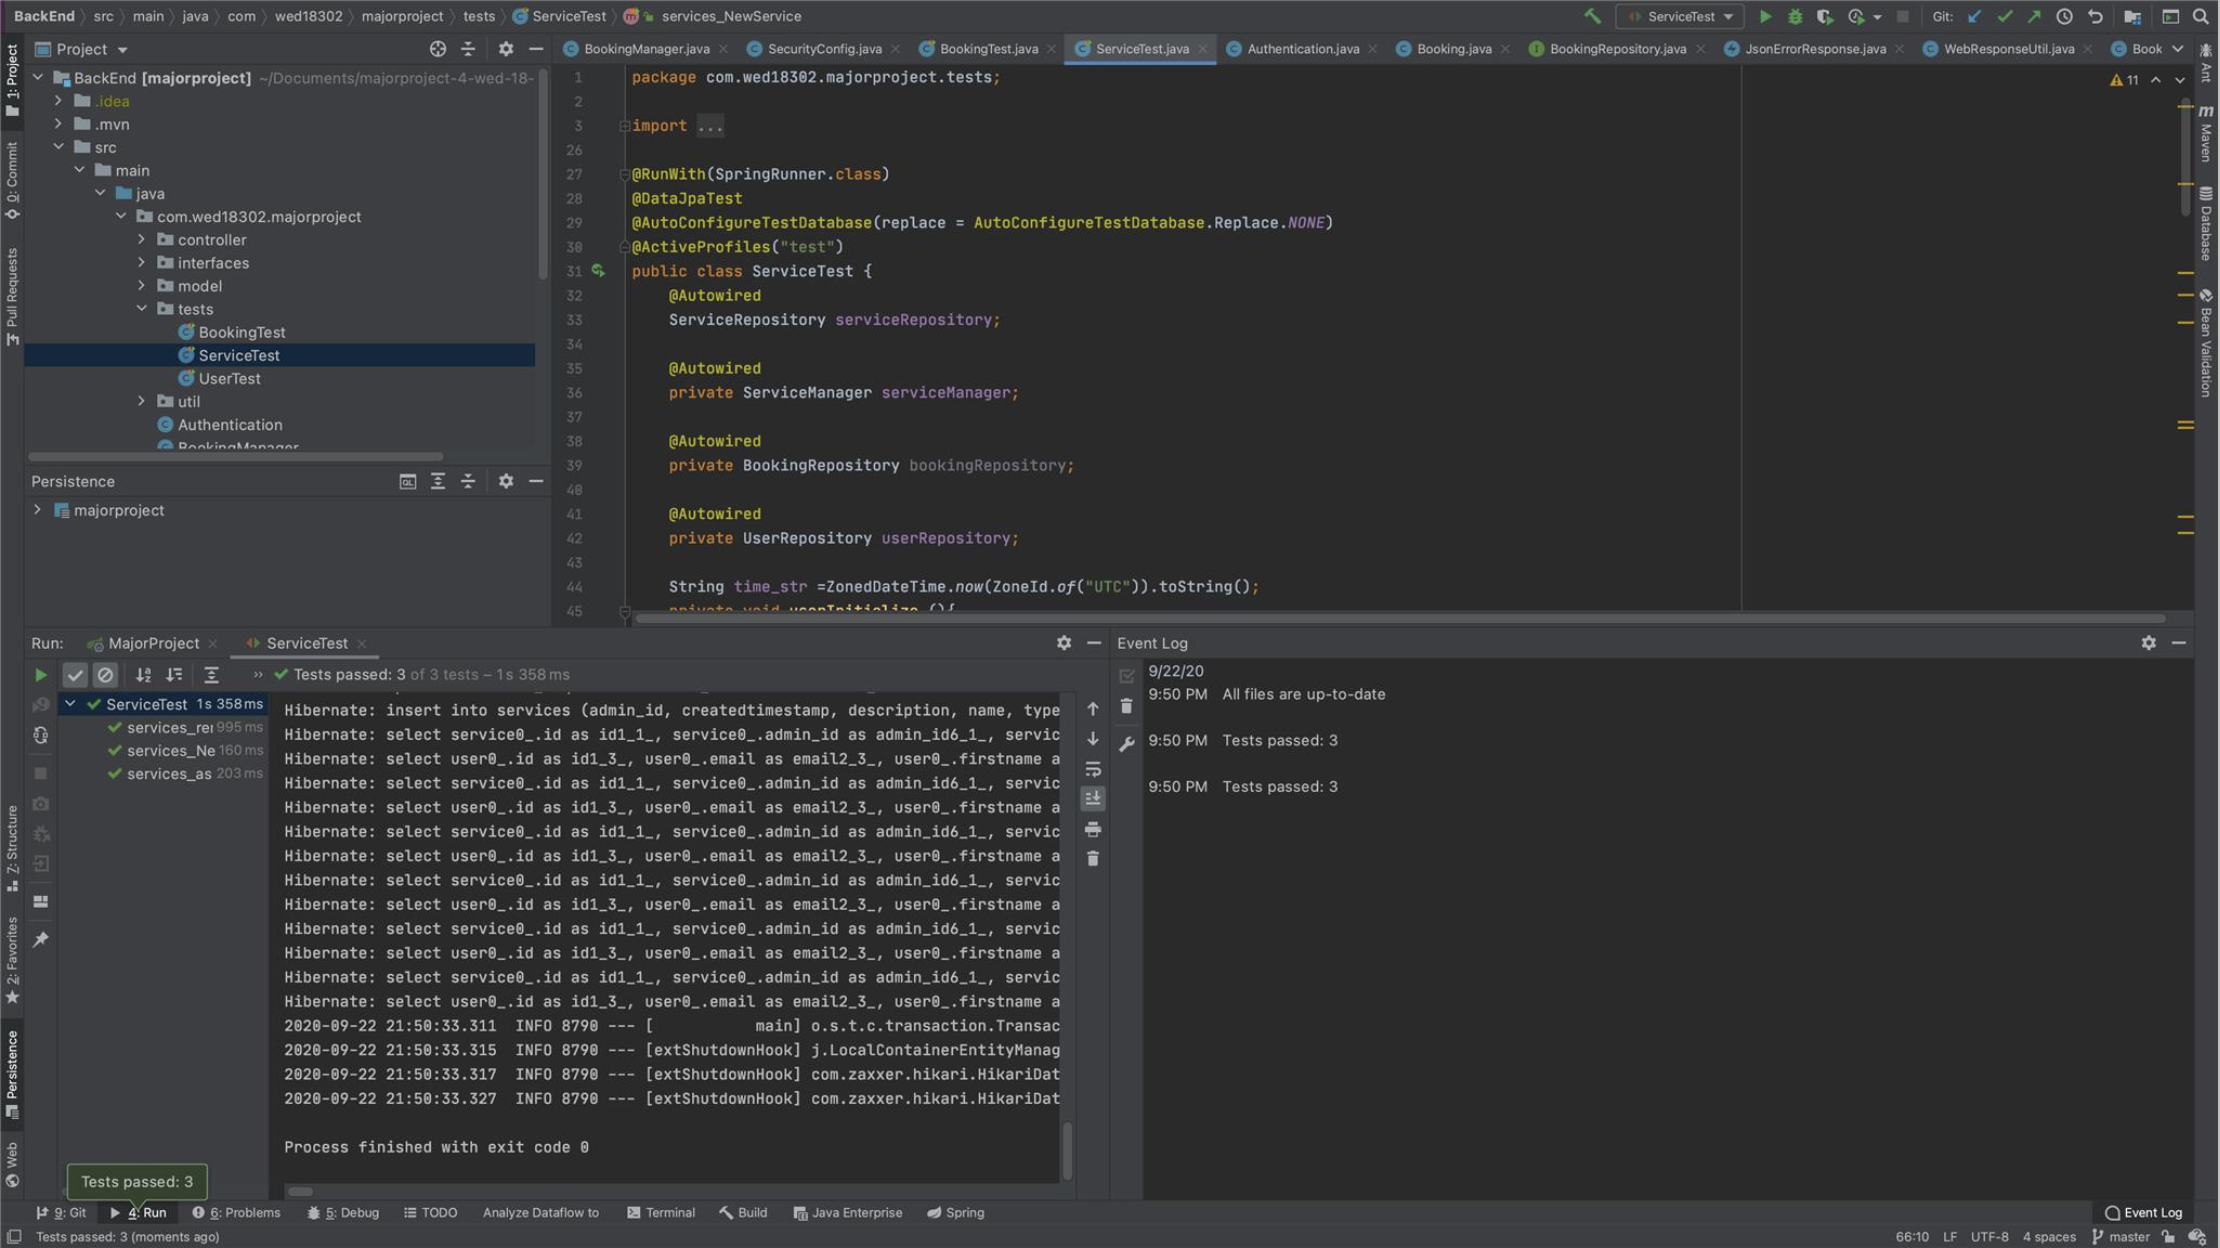 BackEnd src main java com wed18302 majorproject tests ServiceTest services_NewService
ServiceTest Git:
1: Project
0: Commit
Pull Requests
Project
BackEnd [majorproject] ~/Documents/majorproject-4-wed-18-
.idea
.mvn
src
main
java
com.wed18302.majorproject
controller
interfaces
model
tests
BookingTest
ServiceTest
UserTest
util
Authentication
BookingManager
Persistence
majorproject
BookingManager.java SecurityConfig.java BookingTest.java ServiceTest.java Authentication.java Booking.java BookingRepository.java JsonErrorResponse.java WebResponseUtil.java Book
11
1 package com.wed18302.majorproject.tests;
2
3 import ...
26
27 @RunWith(SpringRunner.class)
28 @DataJpaTest
29 @AutoConfigureTestDatabase(replace = AutoConfigureTestDatabase.Replace.NONE)
30 @ActiveProfiles("test")
31 public class ServiceTest {
32 @Autowired
33 ServiceRepository serviceRepository;
34
35 @Autowired
36 private ServiceManager serviceManager;
37
38 @Autowired
39 private BookingRepository bookingRepository;
40
41 @Autowired
42 private UserRepository userRepository;
43
44 String time_str =ZonedDateTime.now(ZoneId.of("UTC")).toString();
45 private void userInitialize (){
Ant
Maven
Database
Bean Validation
Run: MajorProject ServiceTest
Tests passed: 3 of 3 tests – 1 s 358 ms
ServiceTest 1 s 358 ms
services_rei 995 ms
services_Ne 160 ms
services_as 203 ms
Hibernate: insert into services (admin_id, createdtimestamp, description, name, type
Hibernate: select service0_.id as id1_1_, service0_.admin_id as admin_id6_1_, servic
Hibernate: select user0_.id as id1_3_, user0_.email as email2_3_, user0_.firstname a
Hibernate: select service0_.id as id1_1_, service0_.admin_id as admin_id6_1_, servic
Hibernate: select user0_.id as id1_3_, user0_.email as email2_3_, user0_.firstname a
Hibernate: select service0_.id as id1_1_, service0_.admin_id as admin_id6_1_, servic
Hibernate: select user0_.id as id1_3_, user0_.email as email2_3_, user0_.firstname a
Hibernate: select service0_.id as id1_1_, service0_.admin_id as admin_id6_1_, servic
Hibernate: select user0_.id as id1_3_, user0_.email as email2_3_, user0_.firstname a
Hibernate: select service0_.id as id1_1_, service0_.admin_id as admin_id6_1_, servic
Hibernate: select user0_.id as id1_3_, user0_.email as email2_3_, user0_.firstname a
Hibernate: select service0_.id as id1_1_, service0_.admin_id as admin_id6_1_, servic
Hibernate: select user0_.id as id1_3_, user0_.email as email2_3_, user0_.firstname a
2020-09-22 21:50:33.311 INFO 8790 --- [ main] o.s.t.c.transaction.Transac
2020-09-22 21:50:33.315 INFO 8790 --- [extShutdownHook] j.LocalContainerEntityManag
2020-09-22 21:50:33.317 INFO 8790 --- [extShutdownHook] com.zaxxer.hikari.HikariDat
2020-09-22 21:50:33.327 INFO 8790 --- [extShutdownHook] com.zaxxer.hikari.HikariDat
Process finished with exit code 0
Event Log
9/22/20
9:50 PM All files are up-to-date
9:50 PM Tests passed: 3
9:50 PM Tests passed: 3
7: Structure
2: Favorites
Persistence
Web
Tests passed: 3
9: Git 4: Run 6: Problems 5: Debug TODO Analyze Dataflow to Terminal Build Java Enterprise Spring Event Log
Tests passed: 3 (moments ago) 66:10 LF UTF-8 4 spaces master